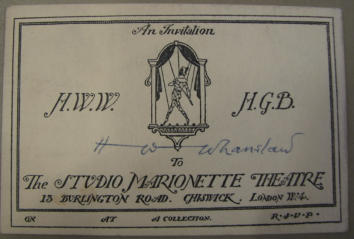 An Invitation
H.W.W. H.G.B.
H W Whanslaw
To
The STUDIO MARIONETTE THEATRE
13 BURLINGTON ROAD. CHISWICK. LONDON W.4.
ON AT A COLLECTION. R.S.V.P.